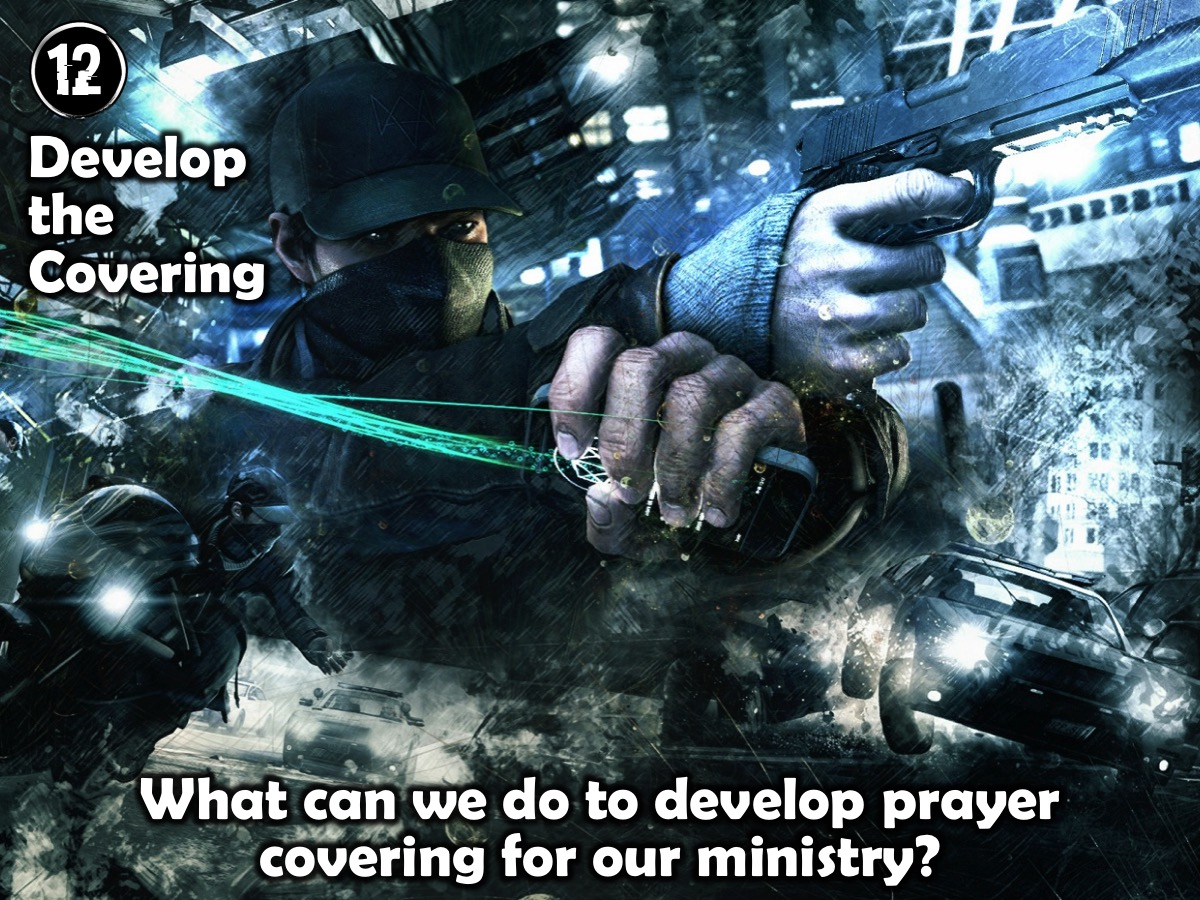 12
Develop
the
Covering
What can we do to develop prayer
covering for our ministry?